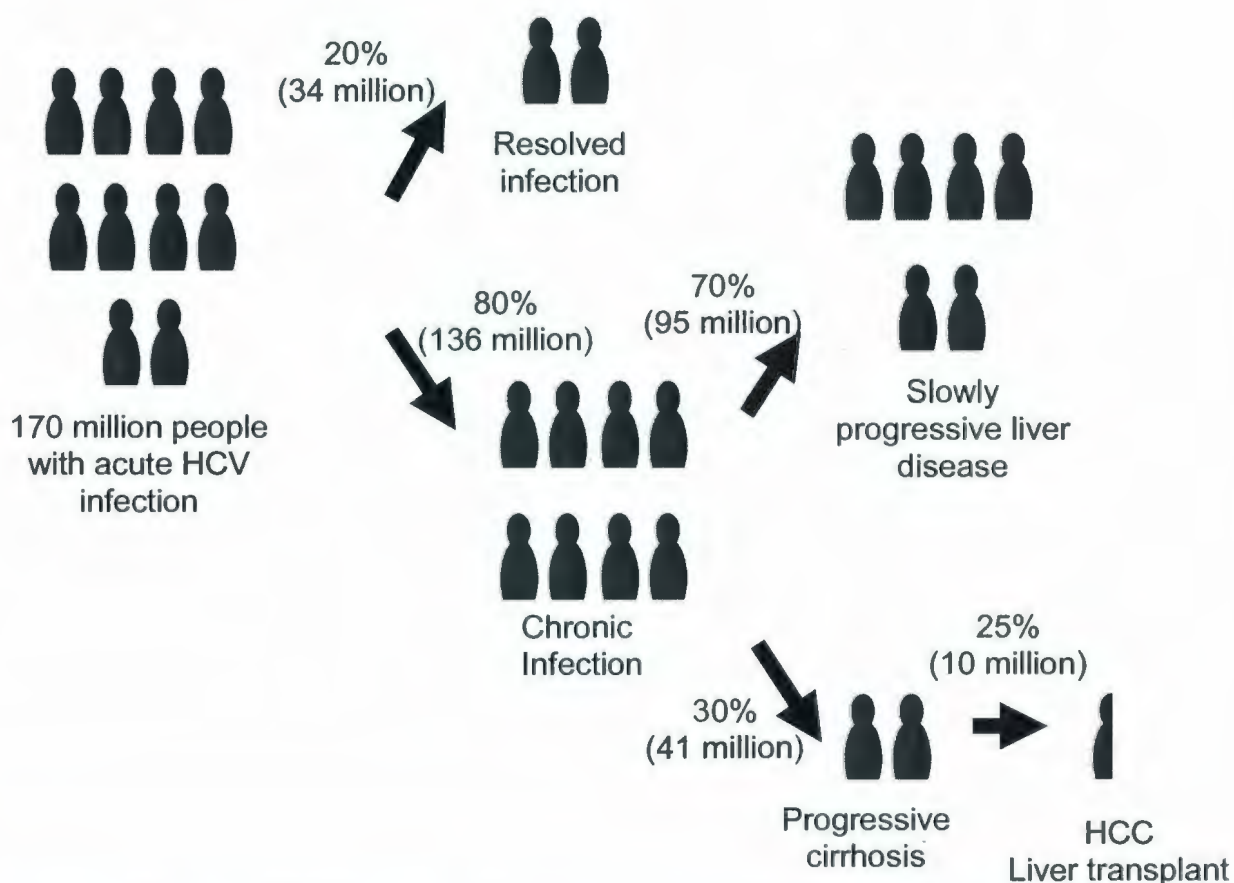 20%
(34 million)
Resolved
infection
170 million people
with acute HCV
infection
80%
(136 million)
70%
(95 million)
Slowly
progressive liver
disease
Chronic
Infection
30%
(41 million)
25%
(10 million)
Progressive
cirrhosis
HCC
Liver transplant